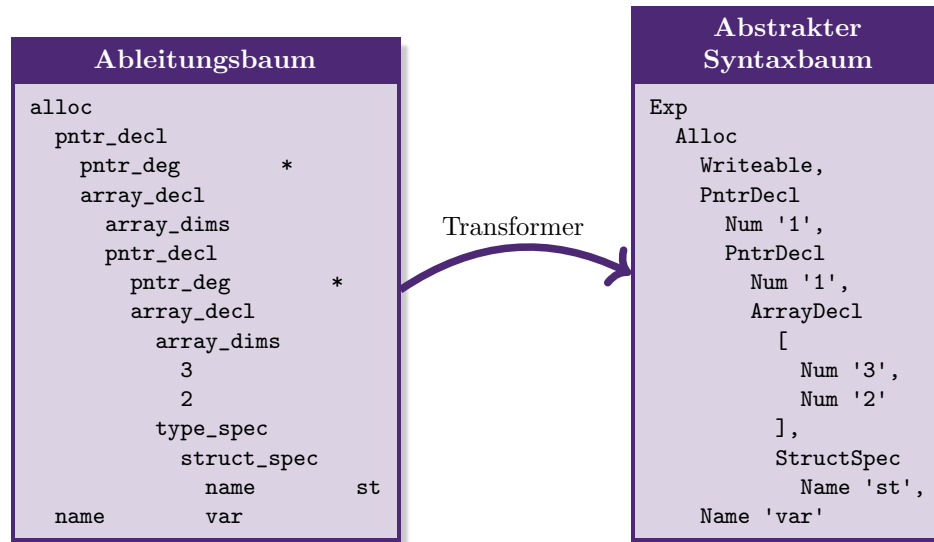 Ableitungsbaum
alloc
  pntr_decl
    pntr_deg        *
    array_decl
      array_dims
      pntr_decl
        pntr_deg        *
        array_decl
          array_dims
            3
            2
          type_spec
            struct_spec
              name        st
  name        var
Transformer
Abstrakter
Syntaxbaum
Exp
  Alloc
    Writeable,
    PntrDecl
      Num '1',
      PntrDecl
        Num '1',
        ArrayDecl
          [
            Num '3',
            Num '2'
          ],
          StructSpec
            Name 'st',
    Name 'var'